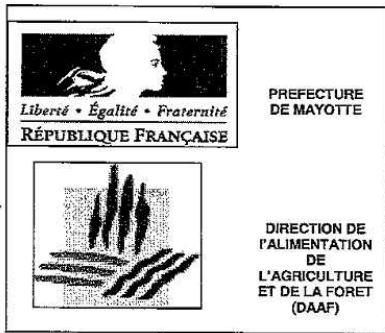 Liberté • Égalité • Fraternité
RÉPUBLIQUE FRANÇAISE
PREFECTURE
DE MAYOTTE
DIRECTION DE
l'ALIMENTATION
DE
L'AGRICULTURE
ET DE LA FORET
(DAAF)